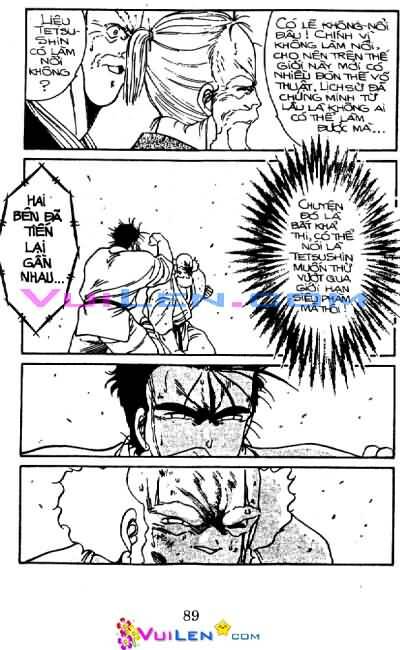 LIỆU
TETSU-
SHIN
CÓ LÀM
NỔI
KHÔNG
?
CÓ LẼ KHÔNG NỔI
ĐÂU! CHÍNH VÌ
KHÔNG LÀM NỔI,
CHO NÊN TRÊN THẾ
GIỚI NÀY MỚI CÓ
NHIỀU ĐÒN THẾ VÕ
THUẬT, LỊCH SỬ ĐÃ
CHỨNG MINH TỪ
LÂU LÀ KHÔNG AI
CÓ THỂ LÀM
ĐƯỢC MÀ...
HAI
BÊN ĐÃ
TIẾN
LẠI
GẦN
NHAU...
CHUYỆN
ĐÓ LÀ
BẤT KHẢ
THI, CÓ THỂ
NÓI LÀ
TETSUSHIN
MUỐN THỬ
VƯỢT QUA
GIỚI HẠN
SIÊU PHÀM
MÀ THÔI!
VUILEN.COM
89
VUILEN.COM